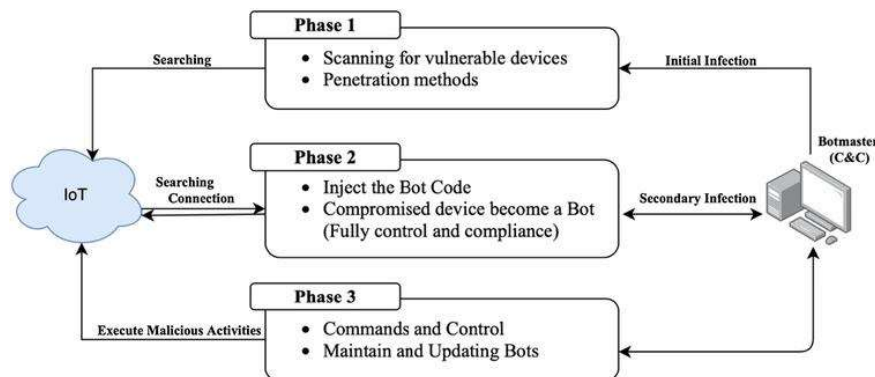 Phase 1
Searching
• Scanning for vulnerable devices
• Penetration methods
Initial Infection
Botmaster
(C&C)
IoT
Phase 2
Searching
Connection
• Inject the Bot Code
• Compromised device become a Bot
(Fully control and compliance)
Secondary Infection
Phase 3
Execute Malicious Activities
• Commands and Control
• Maintain and Updating Bots